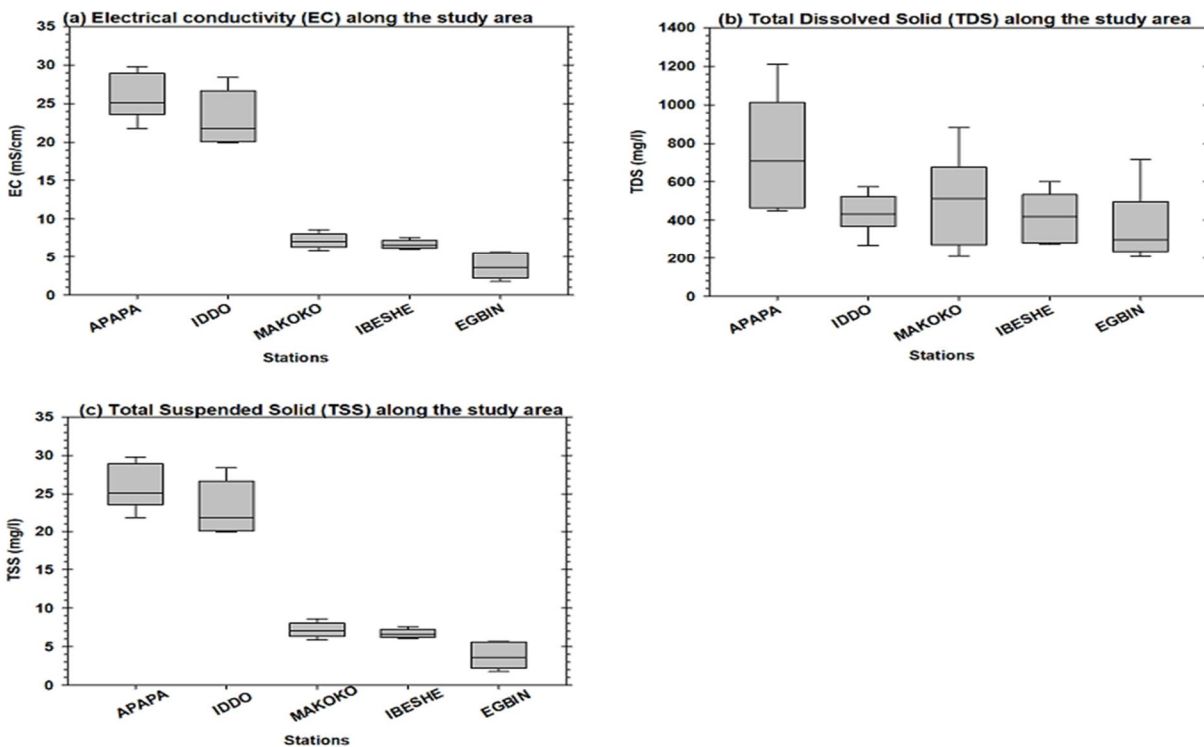 (a) Electrical conductivity (EC) along the study area
35
30
25
20
15
10
5
0
EC (mS/cm)
APAPA
IDDO
MAKOKO
IBESHE
EGBIN
Stations
(b) Total Dissolved Solid (TDS) along the study area
1400
1200
1000
800
600
400
200
0
TDS (mg/l)
APAPA
IDDO
MAKOKO
IBESHE
EGBIN
Stations
(c) Total Suspended Solid (TSS) along the study area
35
30
25
20
15
10
5
0
TSS (mg/l)
APAPA
IDDO
MAKOKO
IBESHE
EGBIN
Stations